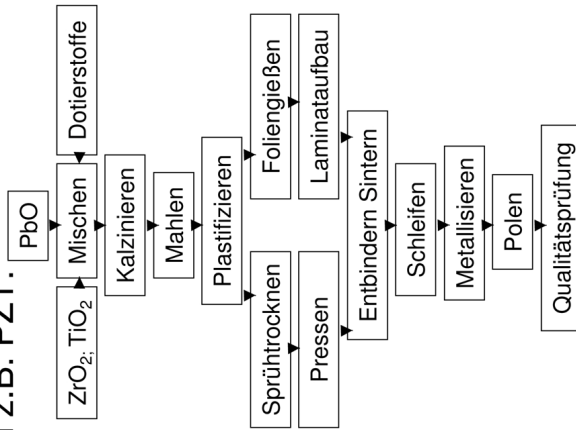 z.B. PZT:
PbO
ZrO2; TiO2
Mischen
Dotierstoffe
Kalzinieren
Mahlen
Plastifizieren
Sprühtrocknen
Foliengießen
Pressen
Laminataufbau
Entbindern Sintern
Schleifen
Metallisieren
Polen
Qualitätsprüfung